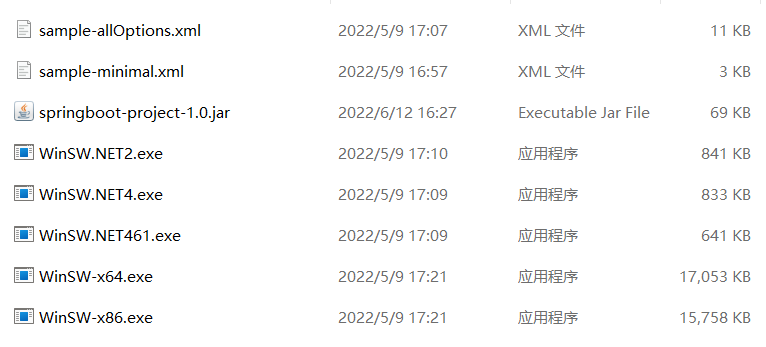 sample-allOptions.xml 2022/5/9 17:07 XML 文件 11 KB
sample-minimal.xml 2022/5/9 16:57 XML 文件 3 KB
springboot-project-1.0.jar 2022/6/12 16:27 Executable Jar File 69 KB
WinSW.NET2.exe 2022/5/9 17:10 应用程序 841 KB
WinSW.NET4.exe 2022/5/9 17:09 应用程序 833 KB
WinSW.NET461.exe 2022/5/9 17:09 应用程序 641 KB
WinSW-x64.exe 2022/5/9 17:21 应用程序 17,053 KB
WinSW-x86.exe 2022/5/9 17:21 应用程序 15,758 KB